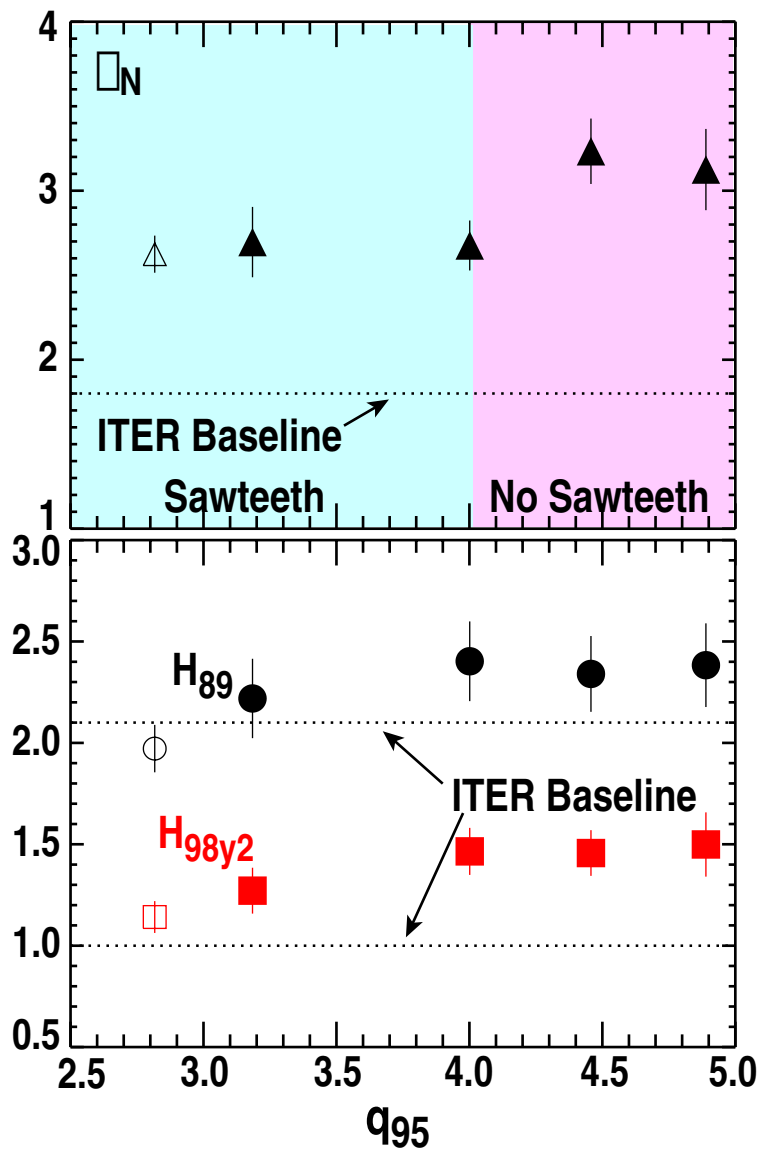 4
▯N
3
2
ITER Baseline
Sawteeth
No Sawteeth
1
3.0
2.5
H89
2.0
ITER Baseline
H98y2
1.5
1.0
0.5
2.5 3.0 3.5 4.0 4.5 5.0
q95